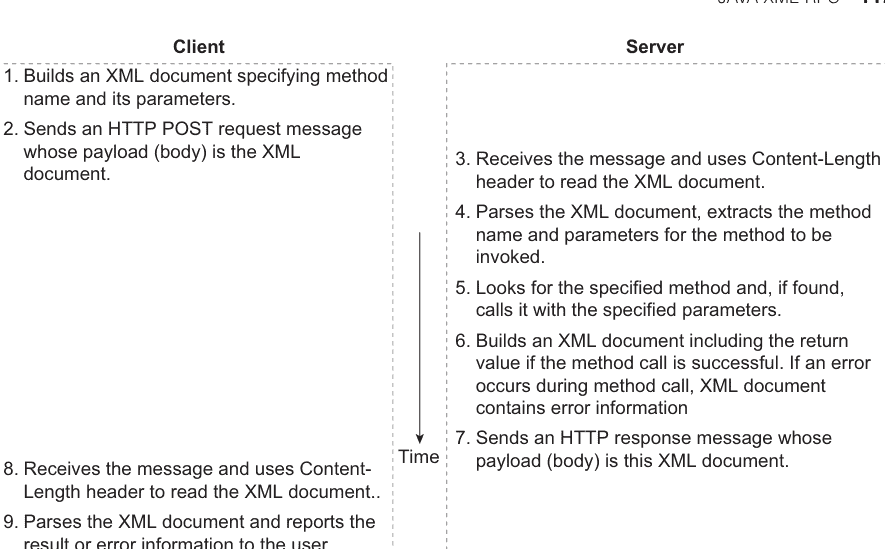 JAVA XML-RPC
Client
Server
1. Builds an XML document specifying method
name and its parameters.
2. Sends an HTTP POST request message
whose payload (body) is the XML
document.
3. Receives the message and uses Content-Length
header to read the XML document.
4. Parses the XML document, extracts the method
name and parameters for the method to be
invoked.
5. Looks for the specified method and, if found,
calls it with the specified parameters.
6. Builds an XML document including the return
value if the method call is successful. If an error
occurs during method call, XML document
contains error information
7. Sends an HTTP response message whose
payload (body) is this XML document.
Time
8. Receives the message and uses Content-
Length header to read the XML document..
9. Parses the XML document and reports the
result or error information to the user